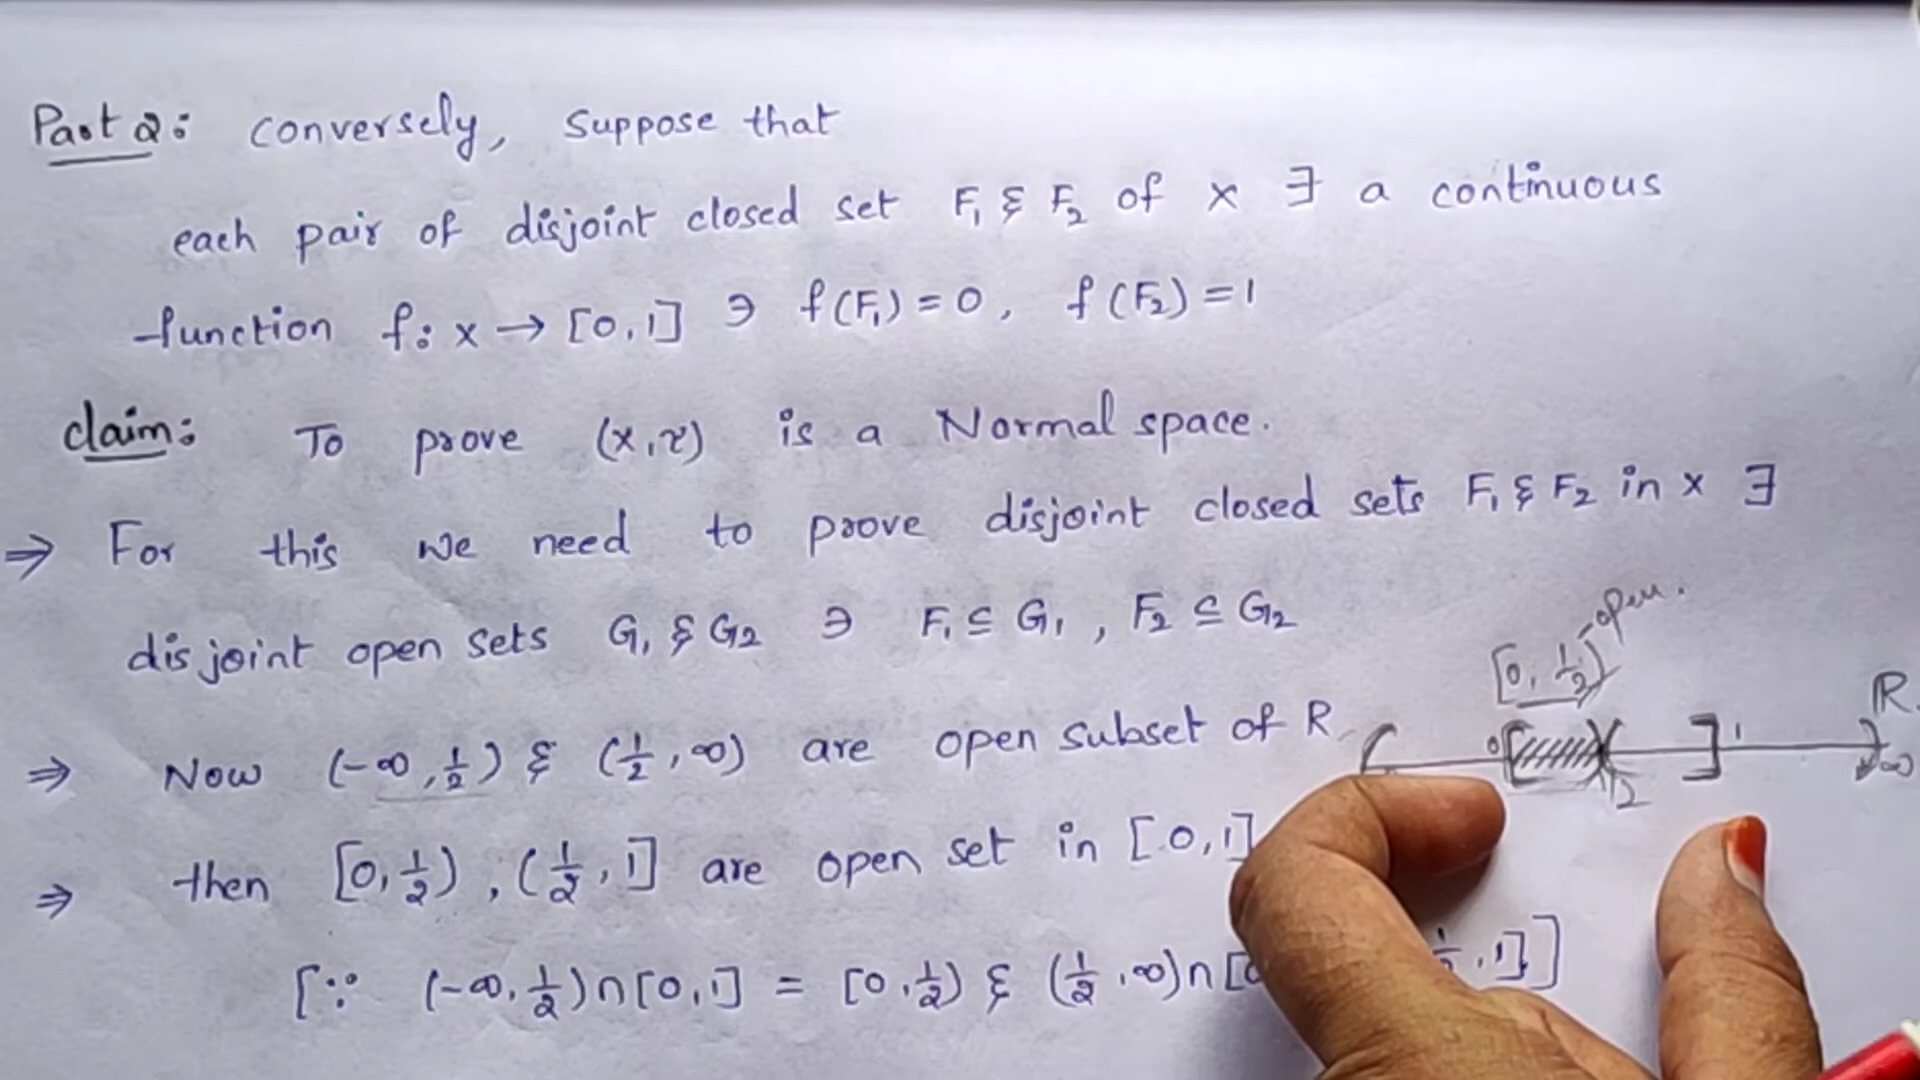 Part 2: conversely, suppose that
each pair of disjoint closed set F₁ & F₂ of x ∃ a continuous
function f: x → [0,1] ∋ f(F₁) = 0, f(F₂) = 1
claim: To prove (x,τ) is a Normal space.
⇒ For this we need to prove disjoint closed sets F₁ & F₂ in x ∃
disjoint open sets G₁ & G₂ ∋ F₁ ⊆ G₁, F₂ ⊆ G₂
[0, 1/2) - open.
⇒ Now (-∞, 1/2) & (1/2, ∞) are open subset of R
R.
0 1/2 1 ∞
⇒ then [0, 1/2), (1/2, 1] are open set in [0,1]
[∵ (-∞, 1/2) ∩ [0,1] = [0, 1/2) & (1/2, ∞) ∩ [0 , 1]]